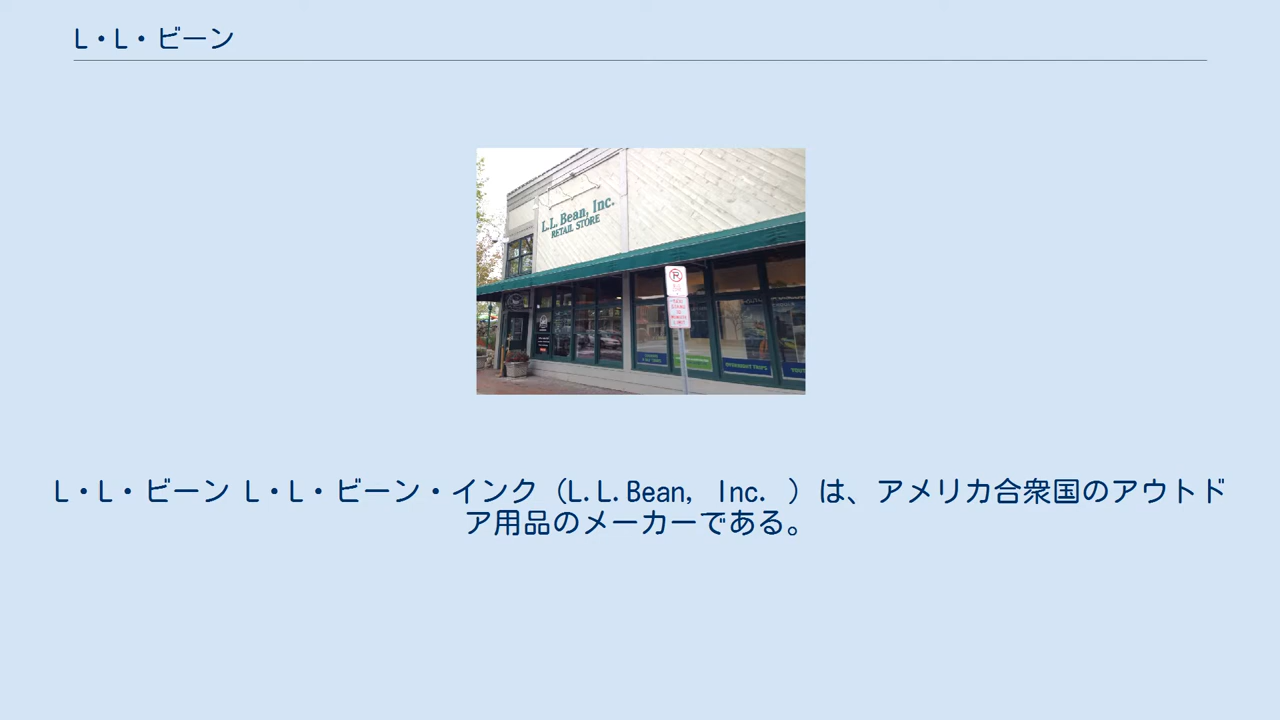 L・L・ビーン
L.L. Bean, Inc.
RETAIL STORE
L・L・ビーン L・L・ビーン・インク（L.L.Bean, Inc. ）は、アメリカ合衆国のアウトド
ア用品のメーカーである。